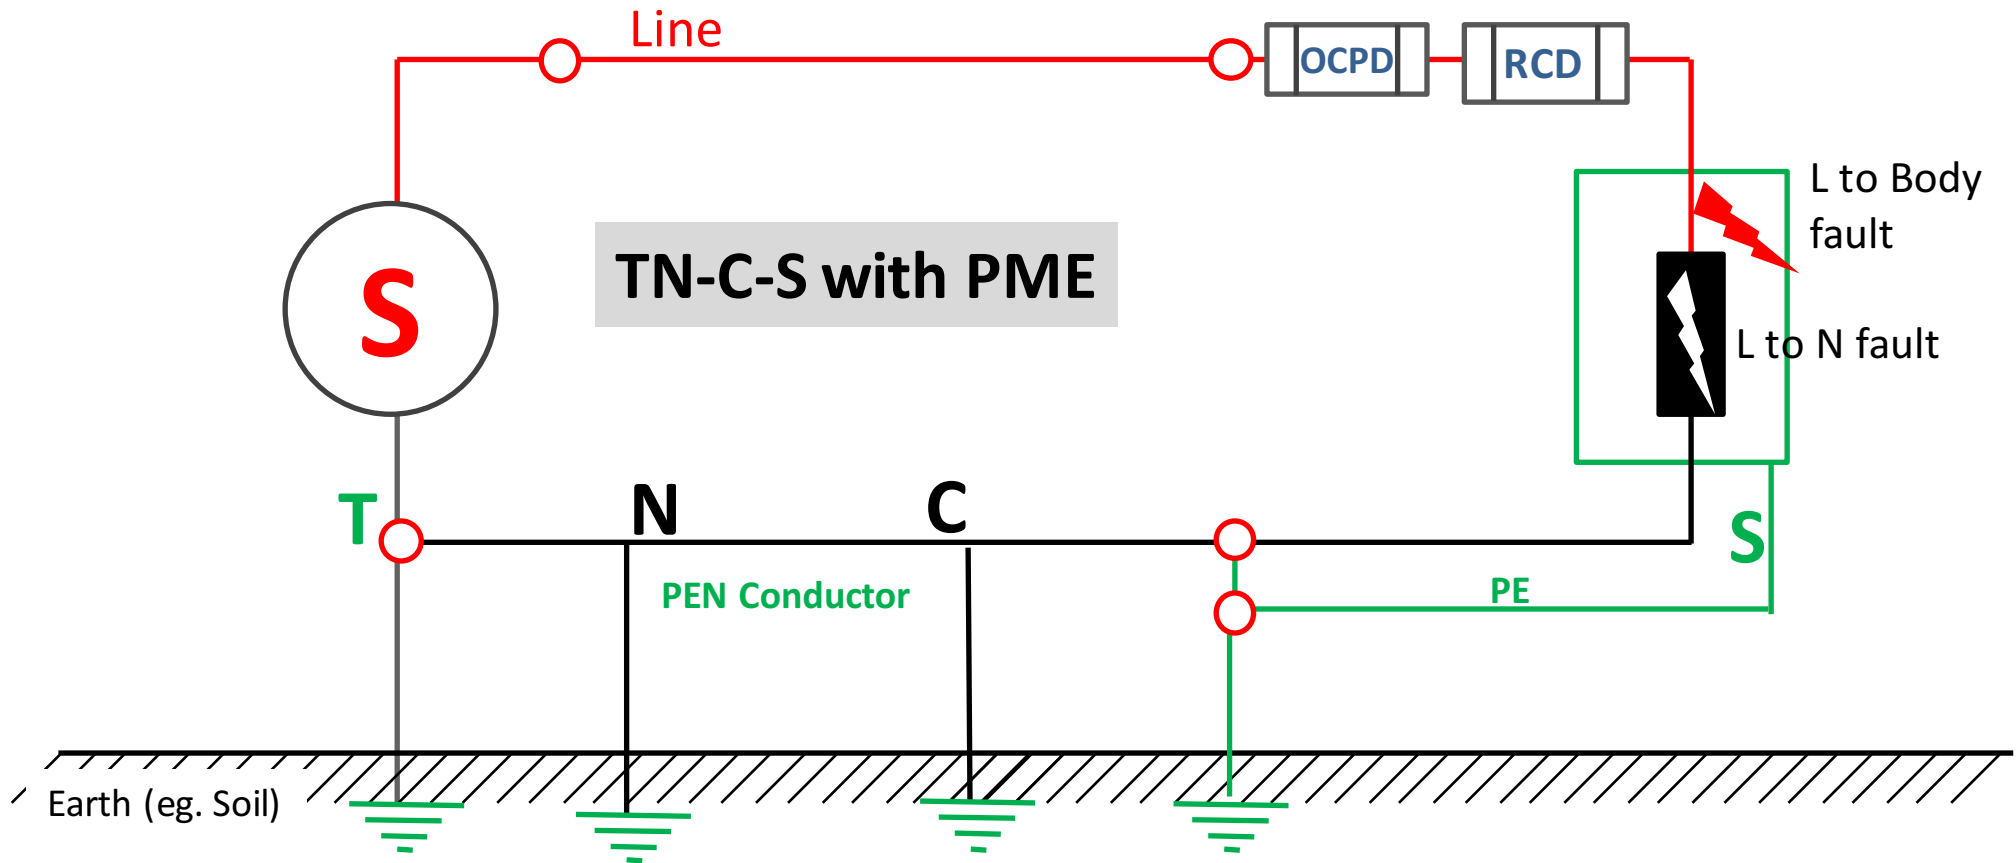 Line
OCPD
RCD
L to Body
fault
S
TN-C-S with PME
L to N fault
T
N
C
S
PEN Conductor
PE
Earth (eg. Soil)